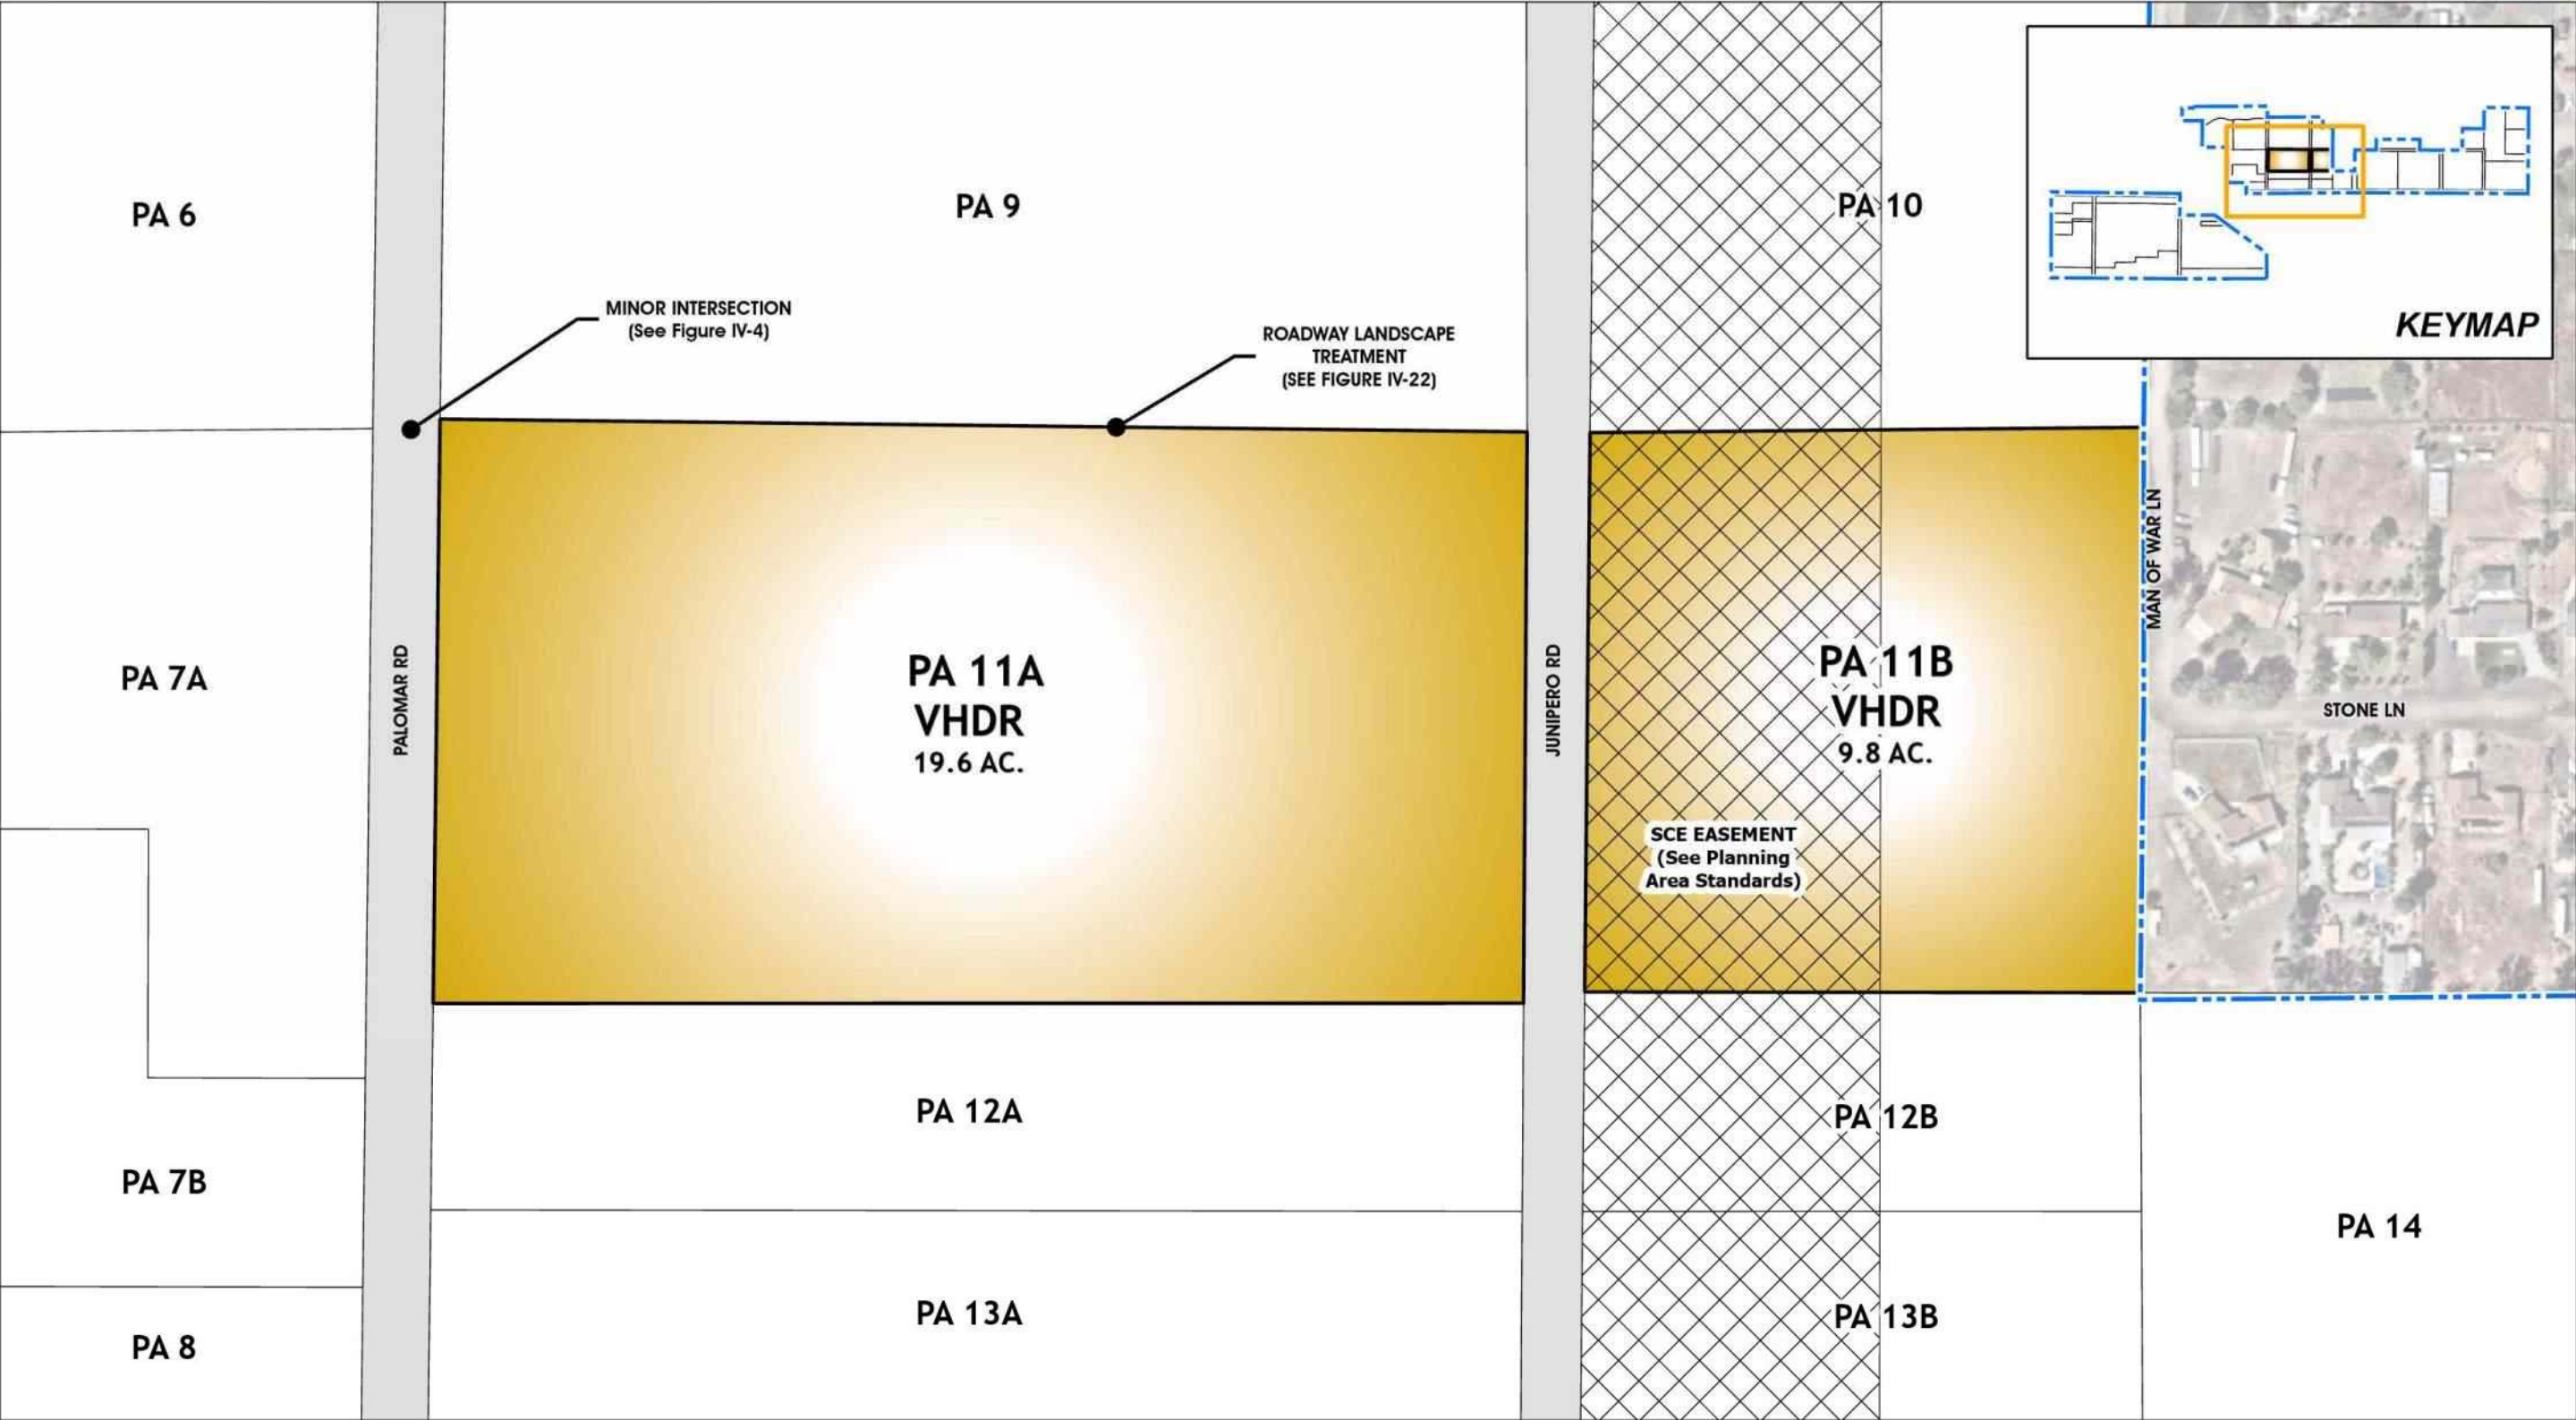 PA 6
PA 9
PA 10
KEYMAP
MINOR INTERSECTION
(See Figure IV-4)
ROADWAY LANDSCAPE
TREATMENT
(SEE FIGURE IV-22)
PA 7A
PALOMAR RD
PA 11A
VHDR
19.6 AC.
JUNIPERO RD
PA 11B
VHDR
9.8 AC.
SCE EASEMENT
(See Planning
Area Standards)
MAN OF WAR LN
STONE LN
PA 12A
PA 12B
PA 7B
PA 14
PA 13A
PA 13B
PA 8